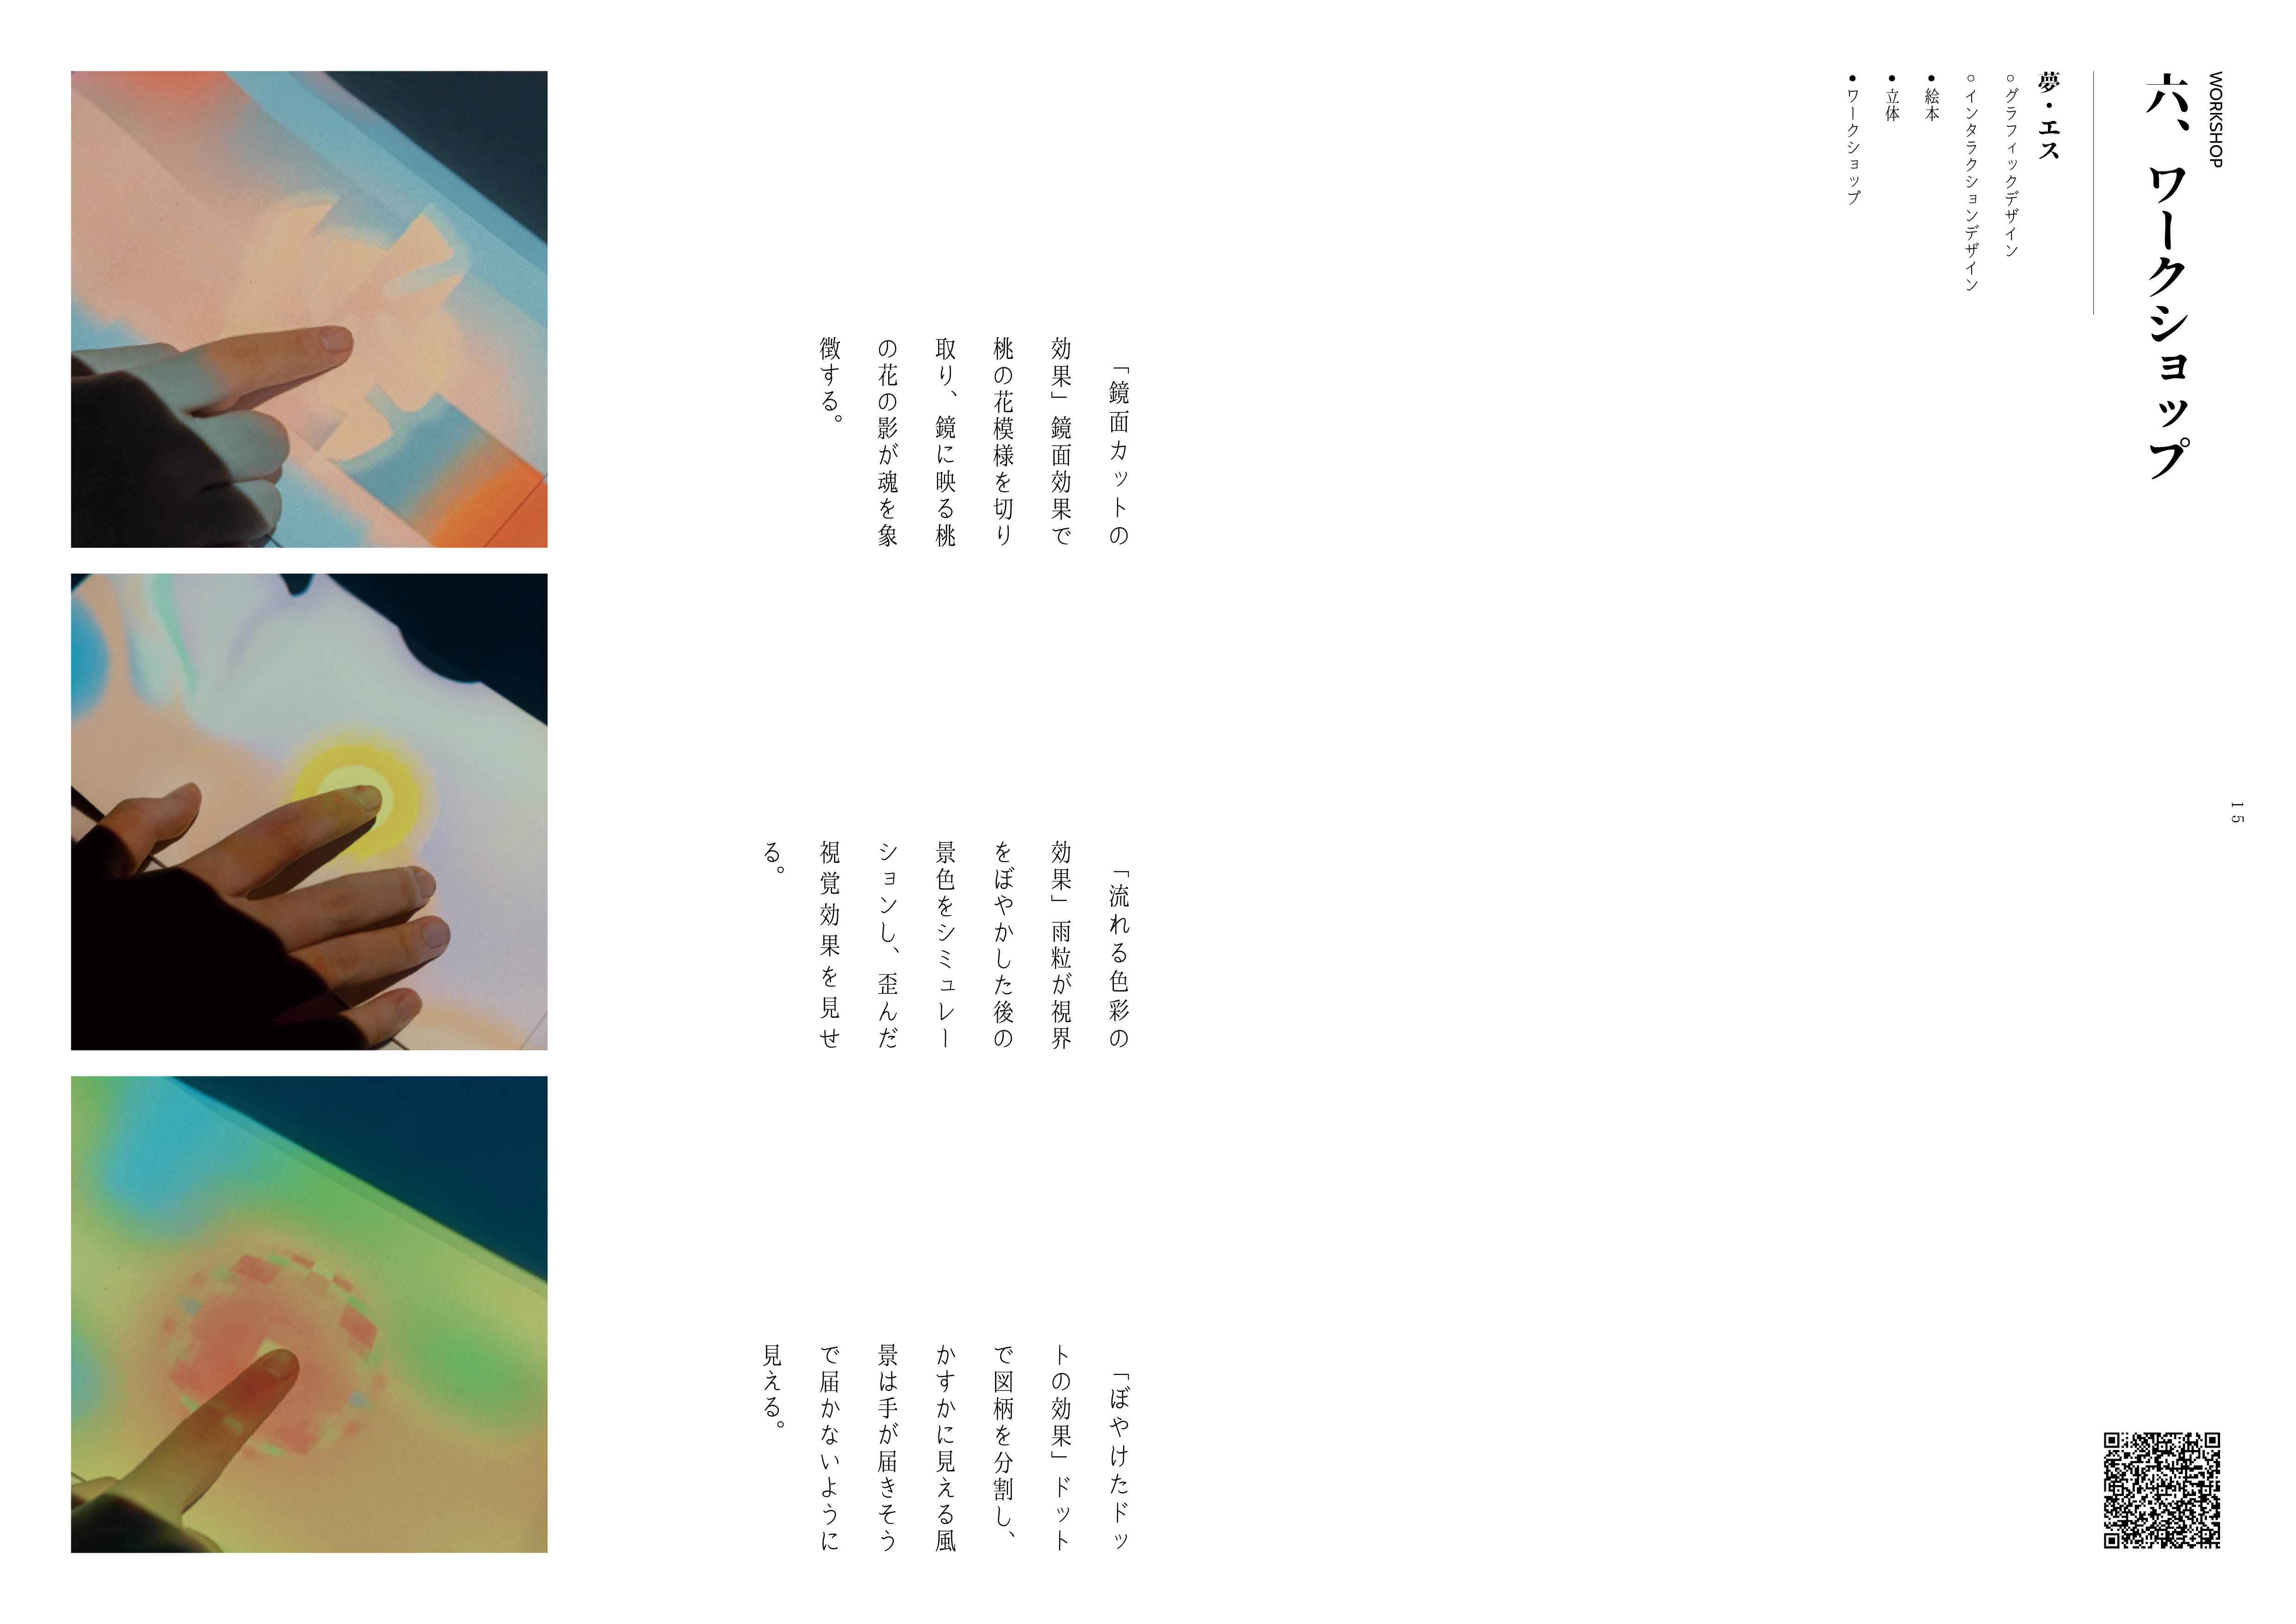 WORKSHOP
六、ワークショップ
夢・エス
○グラフィックデザイン
○インタラクションデザイン
●絵本
●立体
●ワークショップ
「鏡面カットの
効果」鏡面効果で
桃の花模様を切り
取り、鏡に映る桃
の花の影が魂を象
徴する。
「流れる色彩の
効果」雨粒が視界
をぼやかした後の
景色をシミュレー
ションし、歪んだ
視覚効果を見せ
る。
「ぼやけたドッ
トの効果」ドット
で図柄を分割し、
かすかに見える風
景は手が届きそう
で届かないように
見える。
15